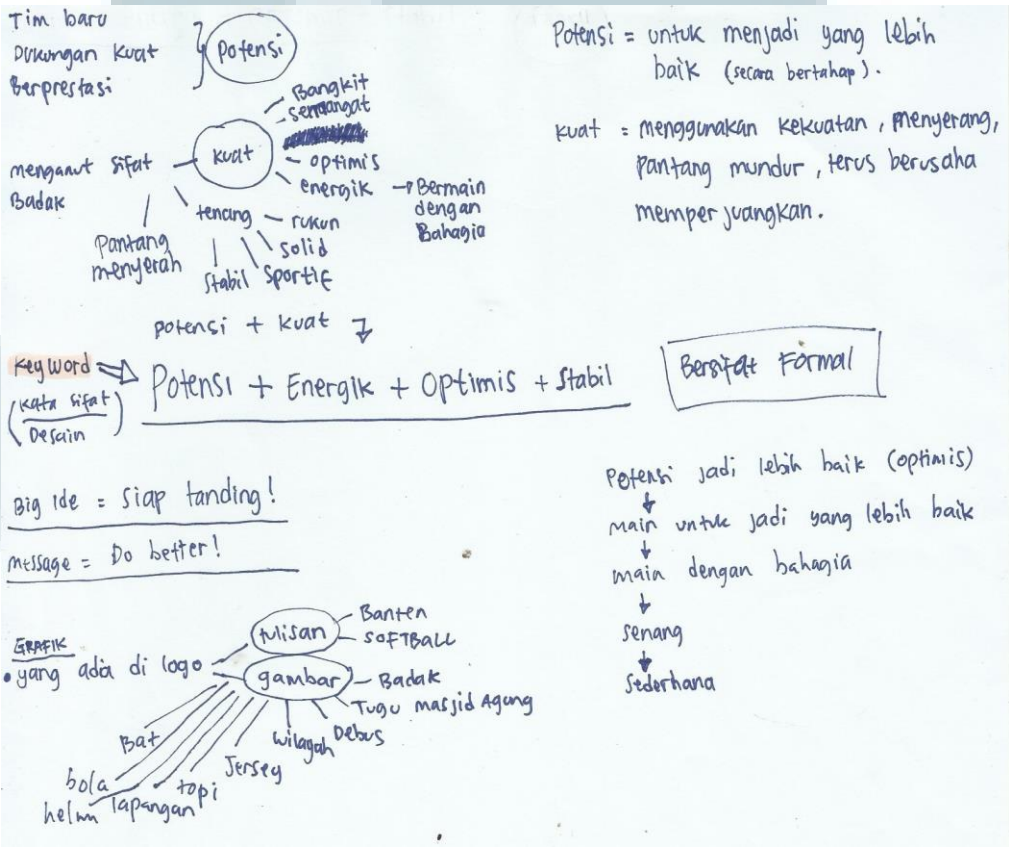 Tim baru
Dukungan kuat
Berprestasi
Potensi
Potensi = untuk menjadi yang lebih
baik (secara bertahap).
kuat = menggunakan kekuatan, menyerang,
pantang mundur, terus berusaha
memperjuangkan.
Bangkit
semangat
optimis
energik → Bermain
dengan
Bahagia
kuat
menganut sifat
Badak
Pantang
menyerah
tenang
rukun
solid
Sportif
Stabil
potensi + kuat
keyword
(kata sifat)
Desain
Potensi + Energik + Optimis + Stabil
Bersifat Formal
Big Ide = Siap tanding!
message = Do better!
Potensi jadi lebih baik (optimis)
main untuk jadi yang lebih baik
main dengan bahagia
senang
Sederhana
GRAFIK
• yang ada di logo
tulisan
Banten
SOFTBALL
gambar
Badak
Tugu masjid Agung
Debus
wilayah
Jersey
topi
lapangan
helm
bola
Bat